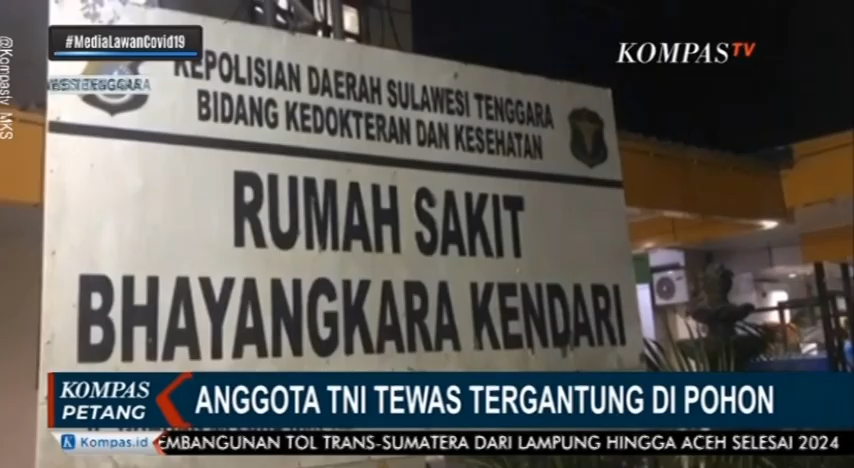 #MediaLawanCovid19
KOMPASTV
@Kompastv_MKS
TENGGARA
KEPOLISIAN DAERAH SULAWESI TENGGARA
BIDANG KEDOKTERAN DAN KESEHATAN
RUMAH SAKIT
BHAYANGKARA KENDARI
KOMPAS PETANG
ANGGOTA TNI TEWAS TERGANTUNG DI POHON
Kompas.id
EMBANGUNAN TOL TRANS-SUMATERA DARI LAMPUNG HINGGA ACEH SELESAI 2024